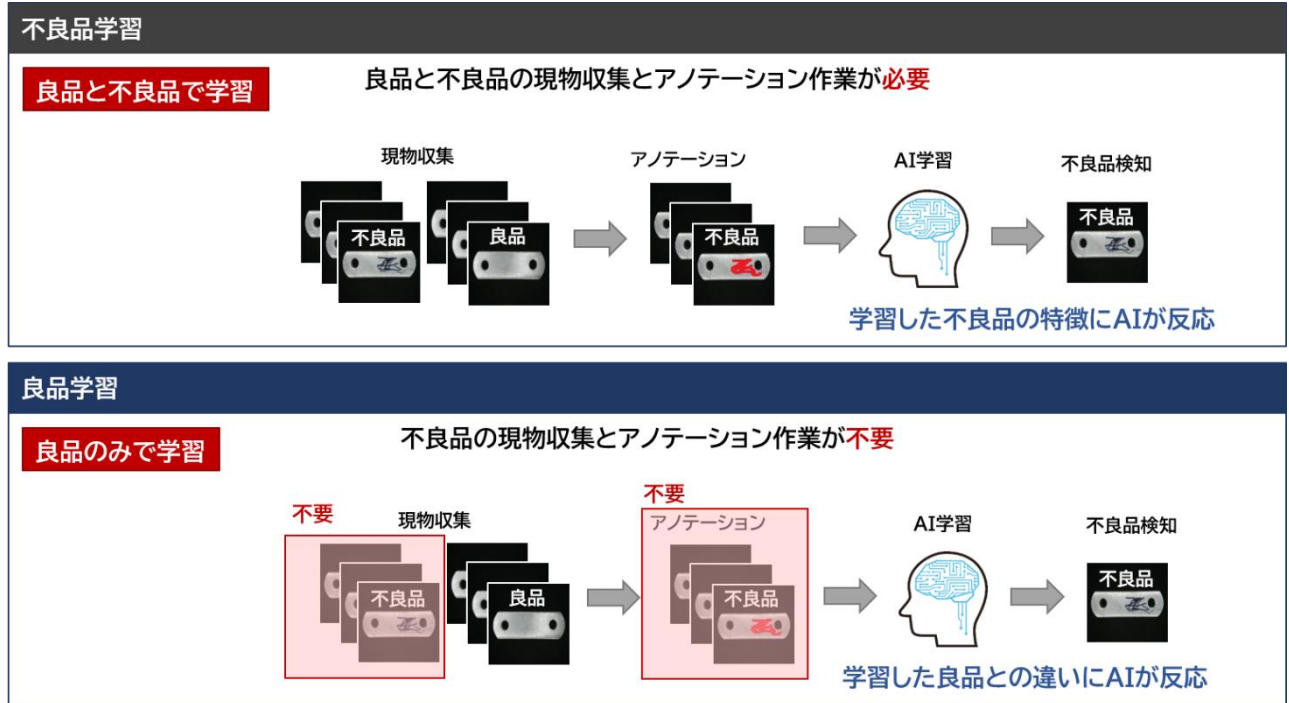 不良品学習
良品と不良品で学習
良品と不良品の現物収集とアノテーション作業が必要
現物収集
アノテーション
AI学習
不良品検知
不良品
良品
不良品
不良品
学習した不良品の特徴にAIが反応
良品学習
良品のみで学習
不良品の現物収集とアノテーション作業が不要
不要
不要
現物収集
アノテーション
AI学習
不良品検知
不良品
良品
不良品
不良品
学習した良品との違いにAIが反応